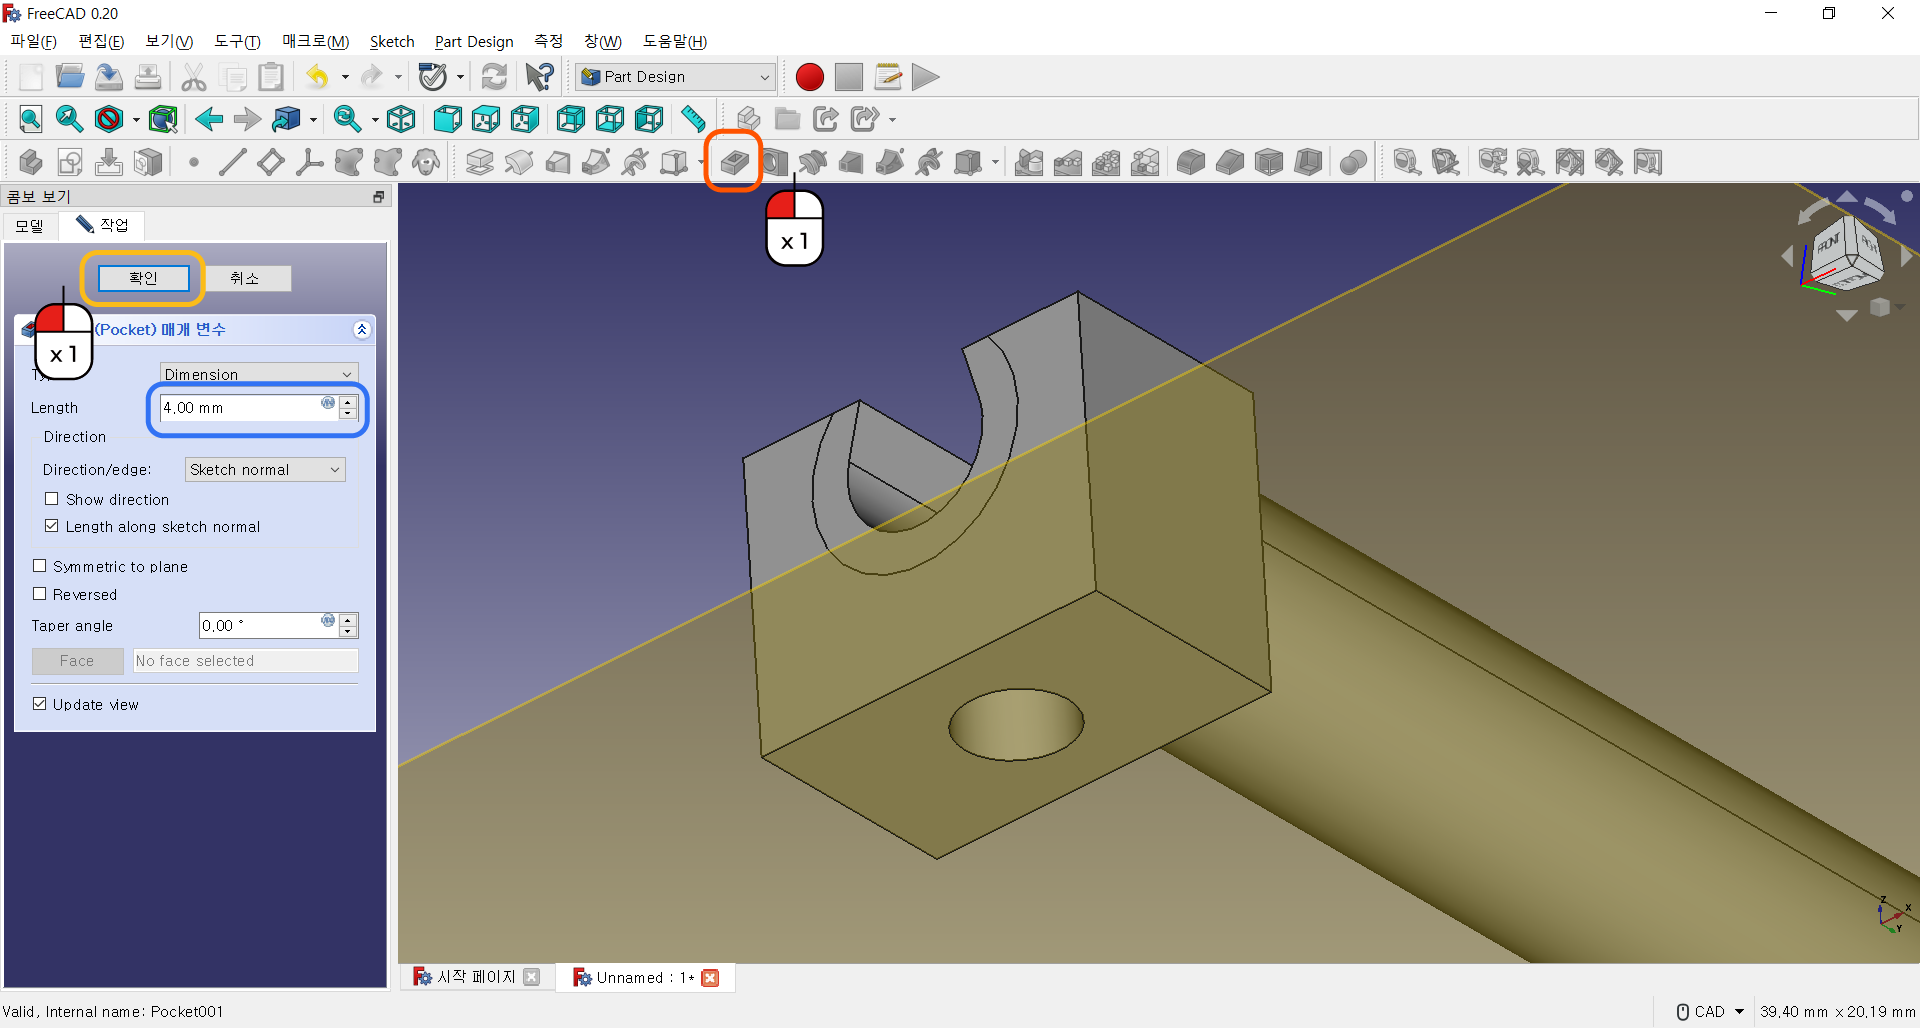 FreeCAD 0.20
파일(F) 편집(E) 보기(V) 도구(T) 매크로(M) Sketch Part Design 측정 창(W) 도움말(H)
Part Design
콤보 보기
모델 작업
x 1
확인 취소
x 1
(Pocket) 매개 변수
Dimension
Length 4,00 mm
Direction
Direction/edge: Sketch normal
Show direction
Length along sketch normal
Symmetric to plane
Reversed
Taper angle 0,00 °
Face No face selected
Update view
FRONT
Z
X
Y
시작 페이지 Unnamed : 1*
Valid, Internal name: Pocket001
CAD 39,40 mm x 20,19 mm